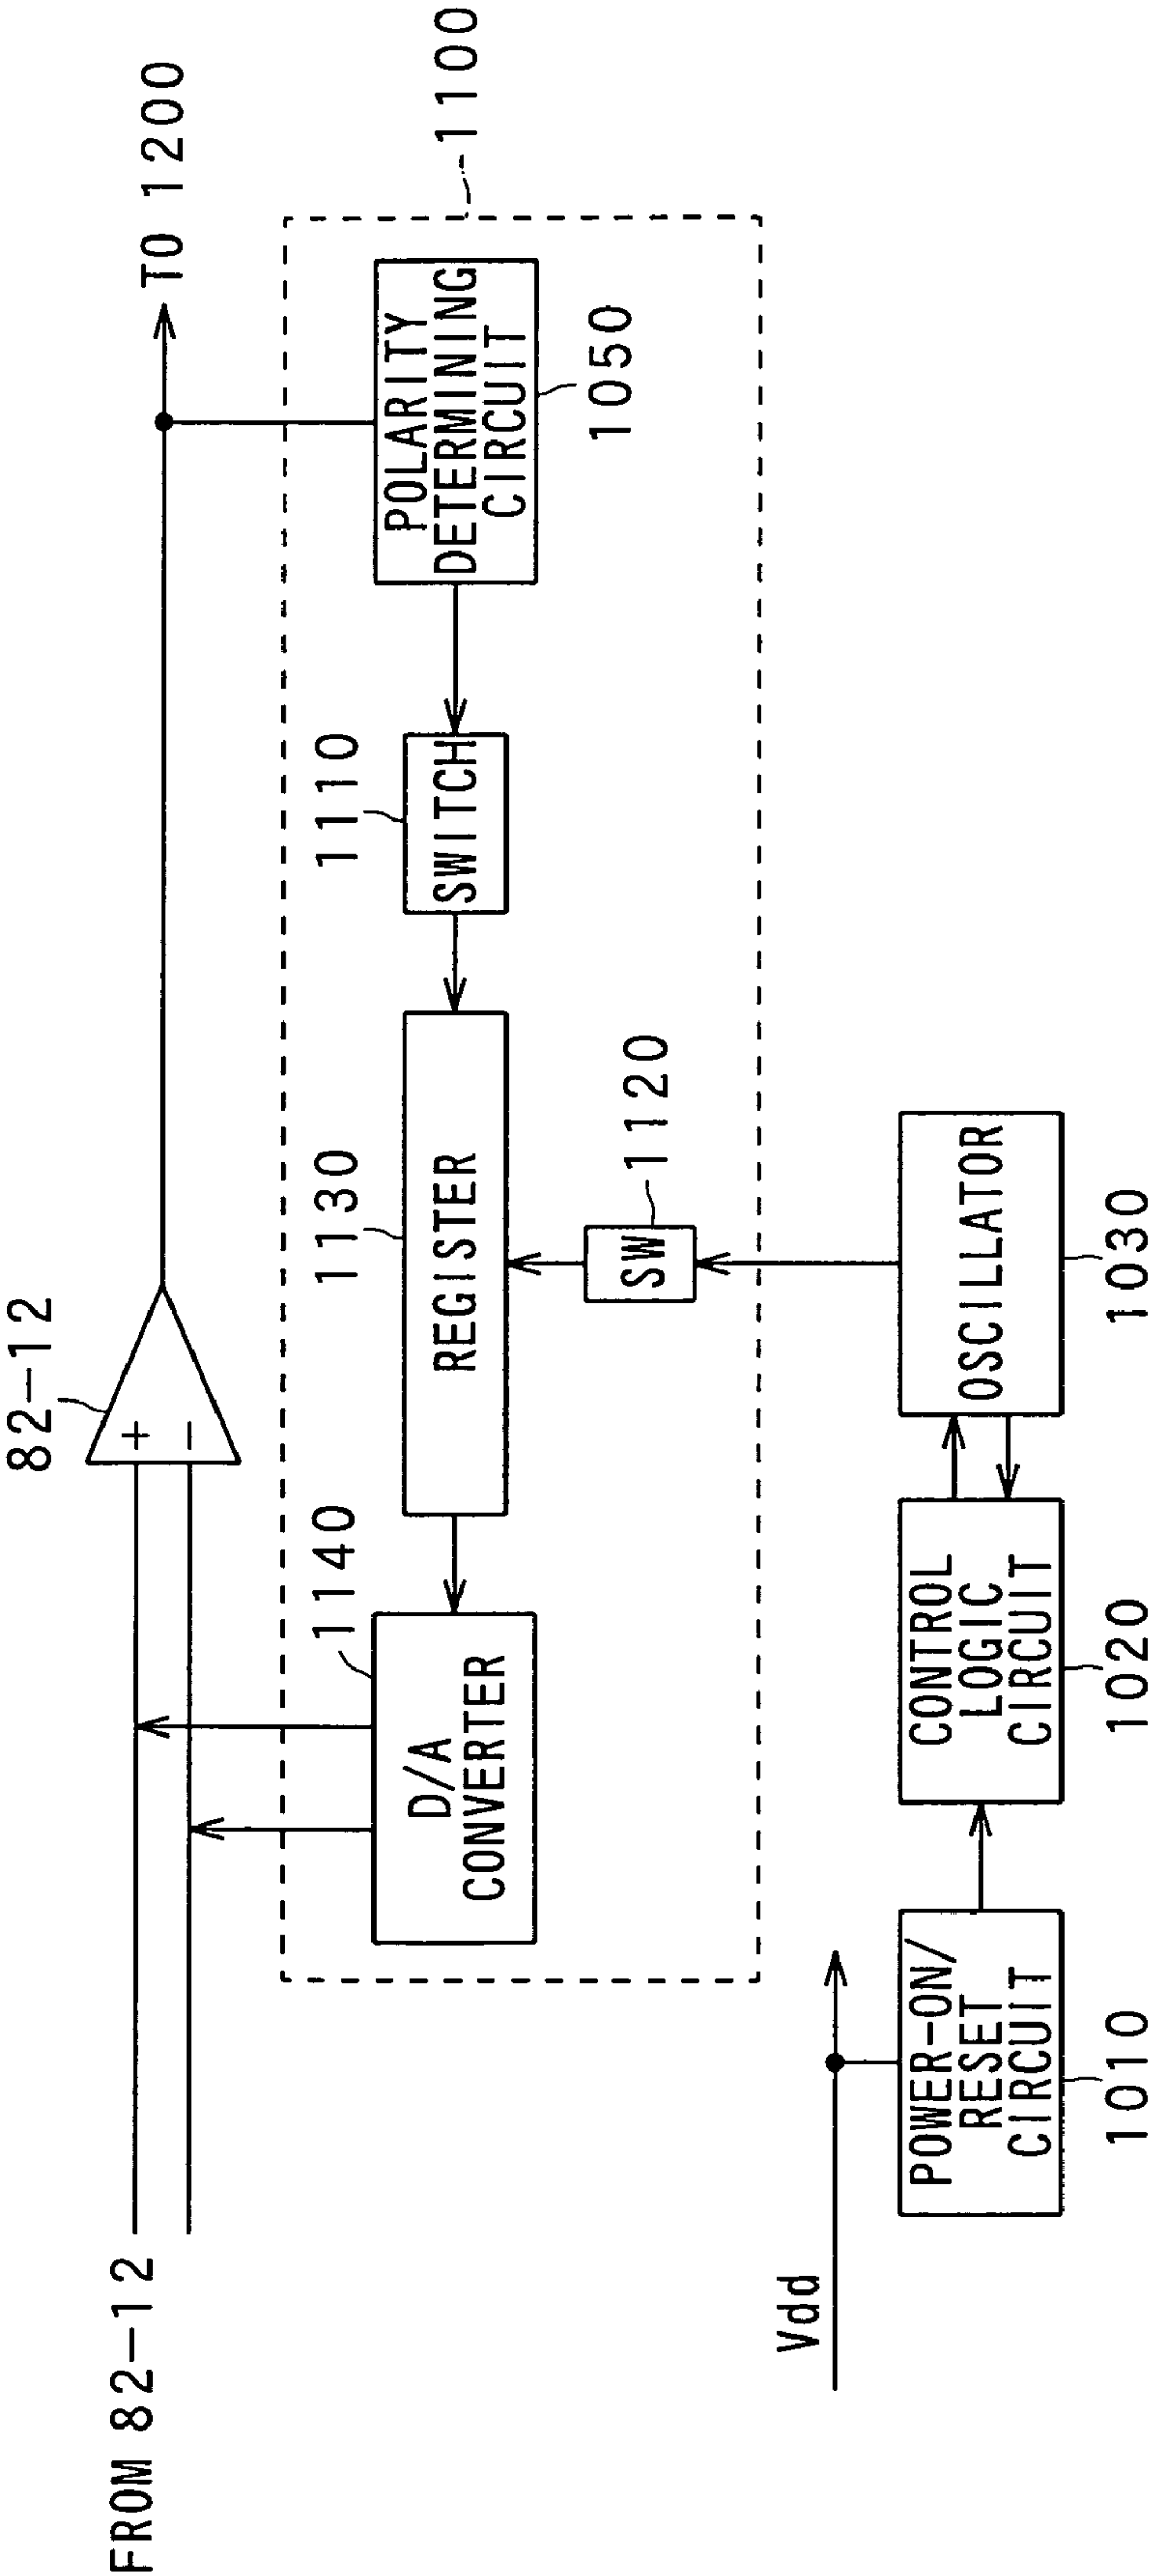 82-12
FROM 82-12
TO 1200
+
-
1140
1130
1110
1100
D/A
CONVERTER
REGISTER
SWITCH
POLARITY
DETERMINING
CIRCUIT
1050
SW
1120
Vdd
POWER-ON/
RESET
CIRCUIT
1010
CONTROL
LOGIC
CIRCUIT
1020
OSCILLATOR
1030